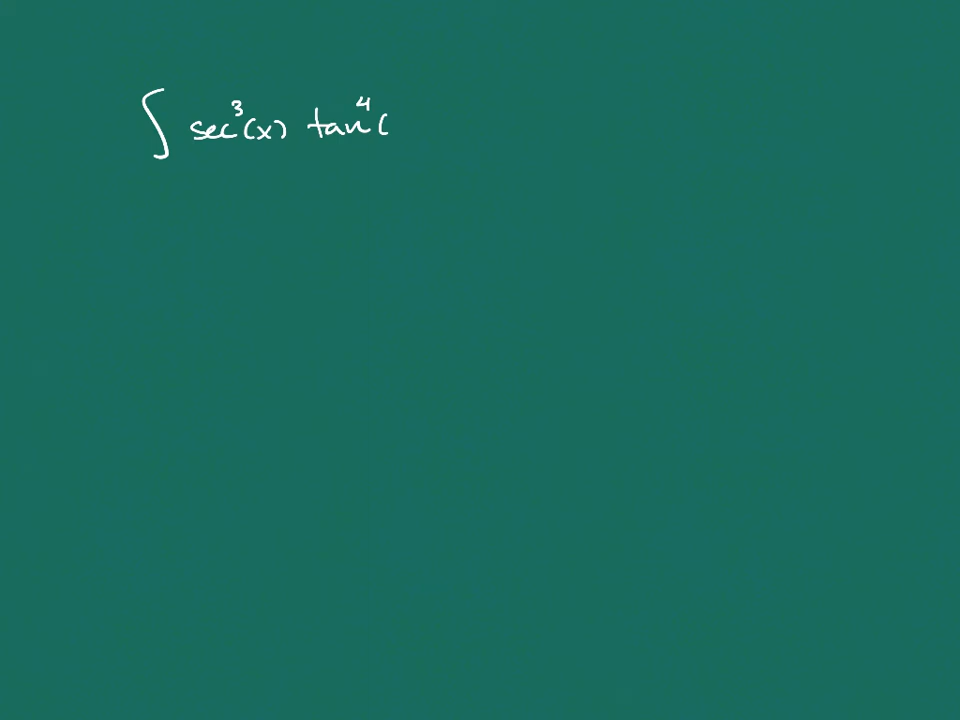 ∫ sec³(x) tan⁴(